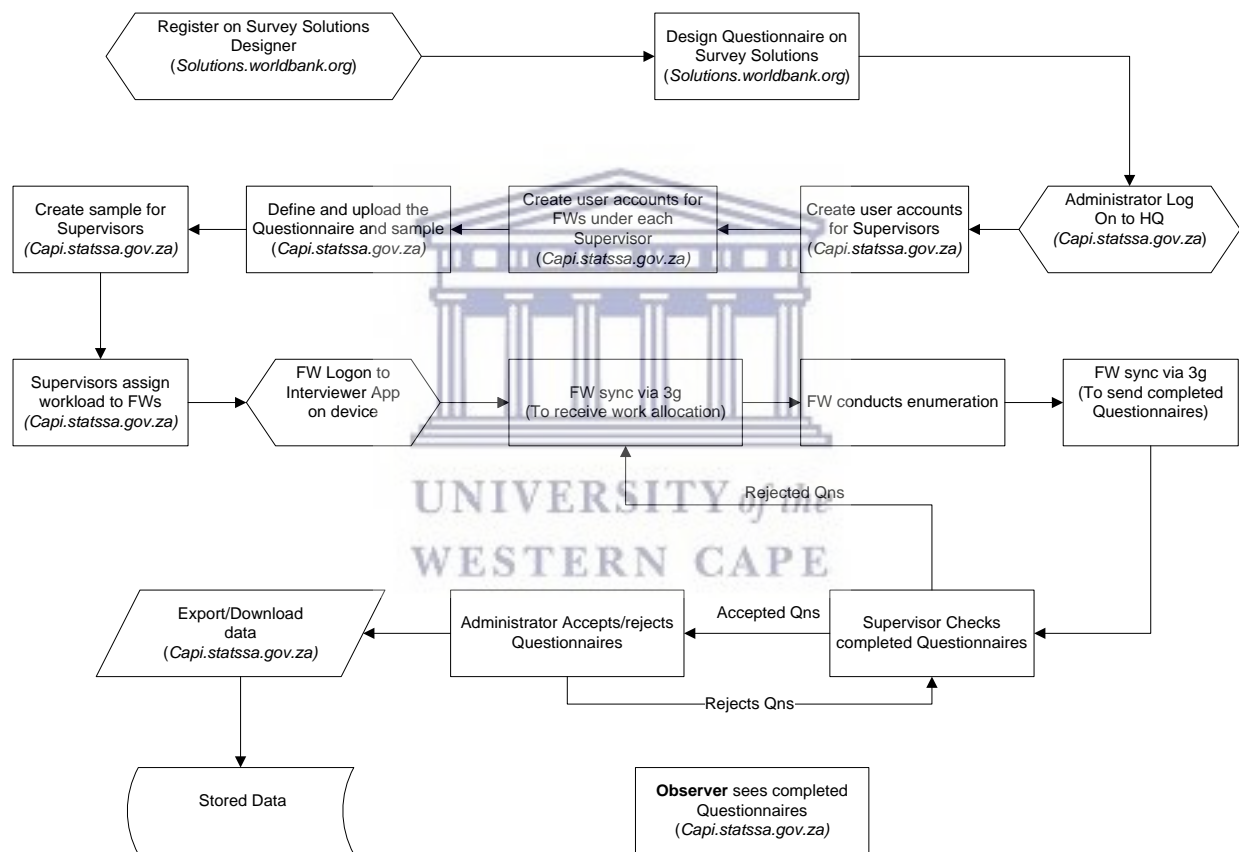 Register on Survey Solutions
Designer
(Solutions.worldbank.org)
Design Questionnaire on
Survey Solutions
(Solutions.worldbank.org)
Create sample for
Supervisors
(Capi.statssa.gov.za)
Define and upload the
Questionnaire and sample
(Capi.statssa.gov.za)
Create user accounts for
FWs under each
Supervisor
(Capi.statssa.gov.za)
Create user accounts
for Supervisors
(Capi.statssa.gov.za)
Administrator Log
On to HQ
(Capi.statssa.gov.za)
Supervisors assign
workload to FWs
(Capi.statssa.gov.za)
FW Logon to
Interviewer App
on device
FW sync via 3g
(To receive work allocation)
FW conducts enumeration
FW sync via 3g
(To send completed
Questionnaires)
Rejected Qns
UNIVERSITY of the
WESTERN CAPE
Export/Download
data
(Capi.statssa.gov.za)
Administrator Accepts/rejects
Questionnaires
Accepted Qns
Supervisor Checks
completed Questionnaires
Rejects Qns
Stored Data
Observer sees completed
Questionnaires
(Capi.statssa.gov.za)